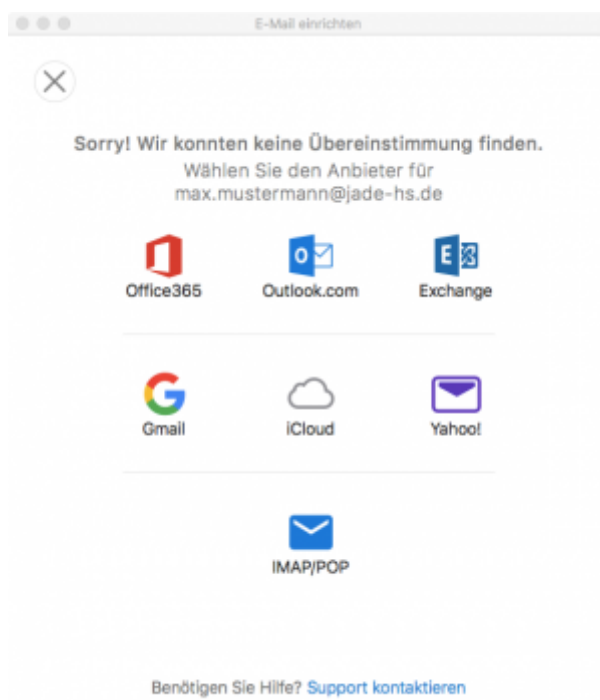 E-Mail einrichten
Sorry! Wir konnten keine Übereinstimmung finden.
Wählen Sie den Anbieter für
max.mustermann@jade-hs.de
Office365 Outlook.com Exchange
Gmail iCloud Yahoo!
IMAP/POP
Benötigen Sie Hilfe? Support kontaktieren